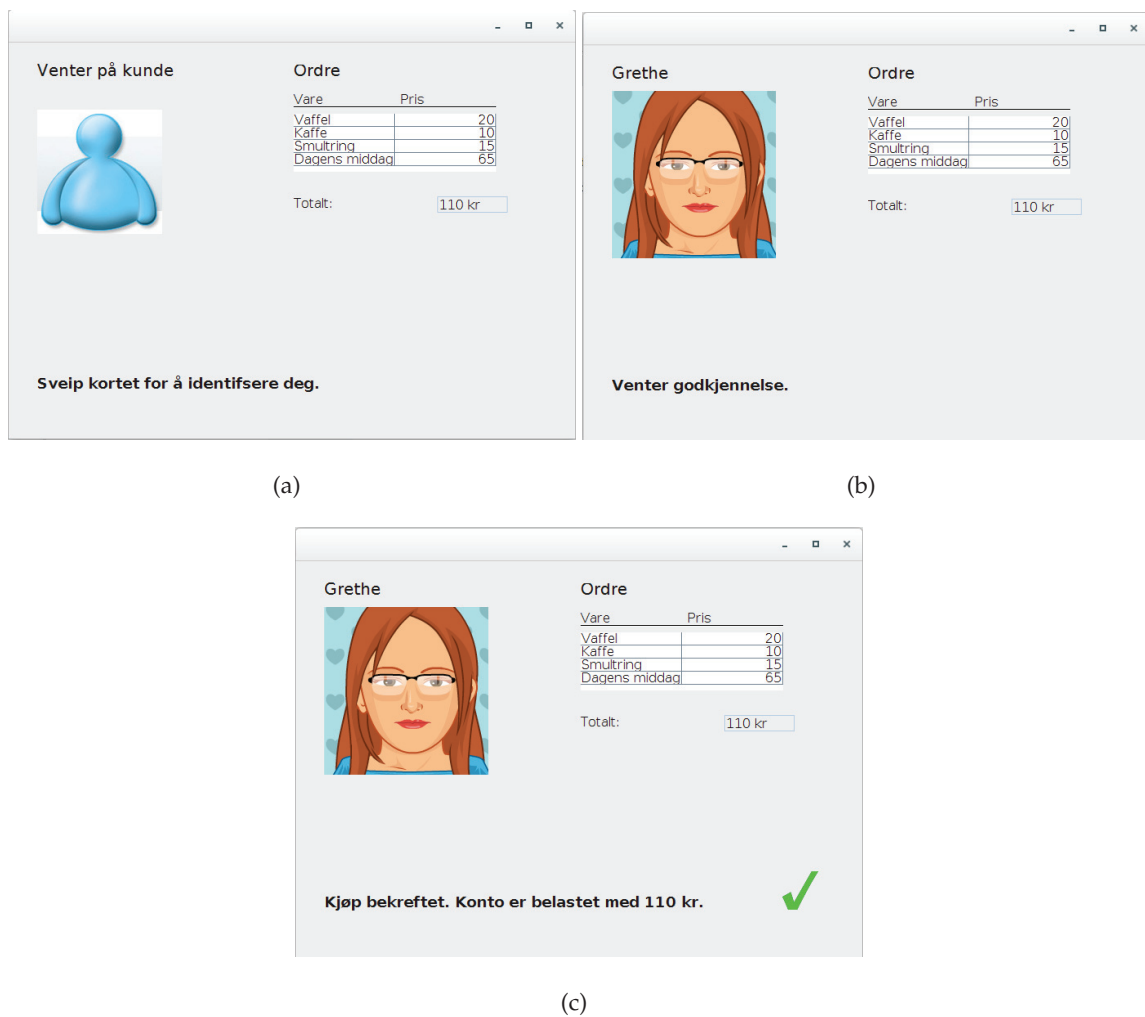 Venter på kunde
Ordre
Vare Pris
Vaffel 20
Kaffe 10
Smultring 15
Dagens middag 65
Totalt: 110 kr
Sveip kortet for å identifsere deg.
(a)
Grethe
Ordre
Vare Pris
Vaffel 20
Kaffe 10
Smultring 15
Dagens middag 65
Totalt: 110 kr
Venter godkjennelse.
(b)
Grethe
Ordre
Vare Pris
Vaffel 20
Kaffe 10
Smultring 15
Dagens middag 65
Totalt: 110 kr
Kjøp bekreftet. Konto er belastet med 110 kr.
(c)